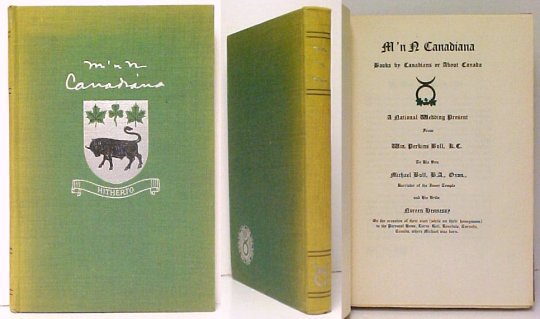 M'n N
Canadiana
HITHERTO
M'n N Canadiana
Books by Canadians or About Canada
A National Wedding Present
From
Wm. Perkins Bull, K.C.
To His Son
Michael Bull, B.A., Oxon.,
Barrister of the Inner Temple
and His Bride
Noreen Hennessy
On the occasion of their visit (while on their honeymoon)
to the Parental Home, Lorne Hall, Rosedale, Toronto,
Canada, where Michael was born.